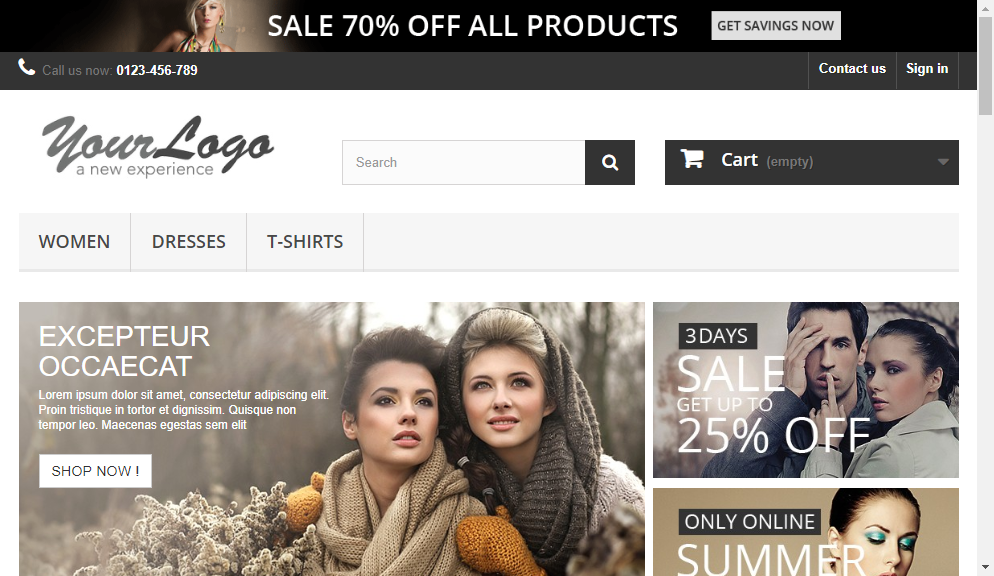 SALE 70% OFF ALL PRODUCTS
GET SAVINGS NOW
Call us now: 0123-456-789
Contact us
Sign in
YourLogo
a new experience
Search
Cart (empty)
WOMEN
DRESSES
T-SHIRTS
EXCEPTEUR
OCCAECAT
Lorem ipsum dolor sit amet, consectetur adipiscing elit.
Proin tristique in tortor et dignissim. Quisque non
tempor leo. Maecenas egestas sem elit
SHOP NOW !
3 DAYS
SALE
GET UP TO
25% OFF
ONLY ONLINE
SUMMER